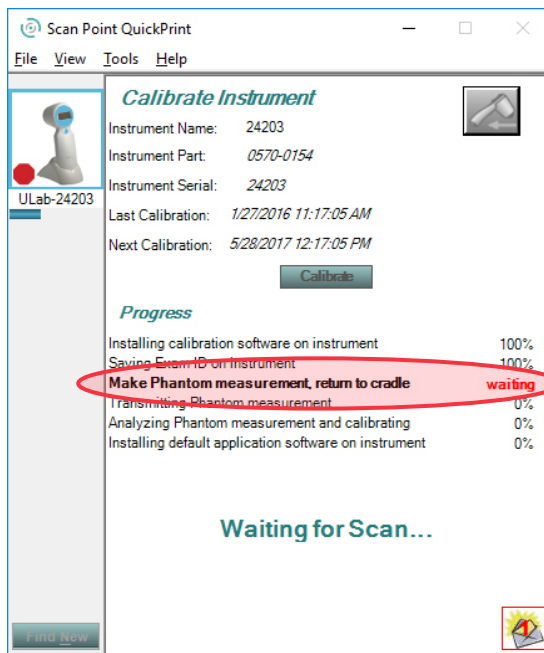 Scan Point QuickPrint
File View Tools Help
Calibrate Instrument
Instrument Name: 24203
Instrument Part: 0570-0154
Instrument Serial: 24203
ULab-24203
Last Calibration: 1/27/2016 11:17:05 AM
Next Calibration: 5/28/2017 12:17:05 PM
Calibrate
Progress
Installing calibration software on instrument 100%
Saving Exam ID on instrument 100%
Make Phantom measurement, return to cradle waiting
Transmitting Phantom measurement 0%
Analyzing Phantom measurement and calibrating 0%
Installing default application software on instrument 0%
Waiting for Scan...
Find New
1